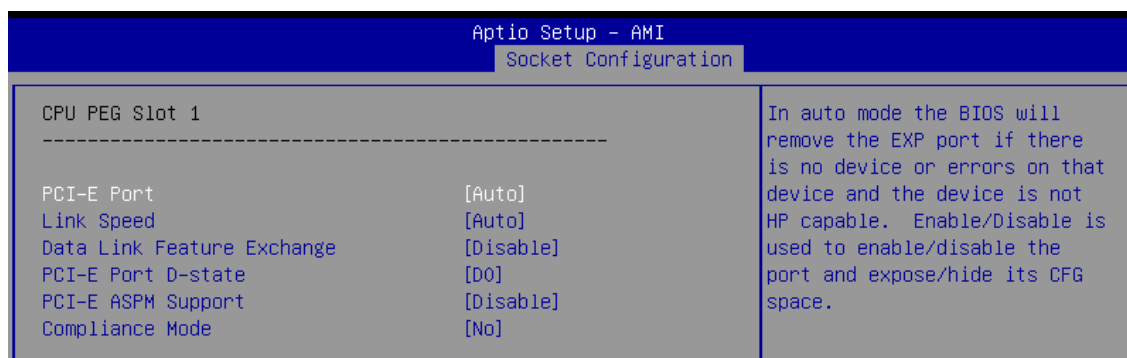 Aptio Setup – AMI
Socket Configuration
CPU PEG Slot 1
--------------------------------------------------
PCI-E Port [Auto]
Link Speed [Auto]
Data Link Feature Exchange [Disable]
PCI-E Port D-state [D0]
PCI-E ASPM Support [Disable]
Compliance Mode [No]
In auto mode the BIOS will
remove the EXP port if there
is no device or errors on that
device and the device is not
HP capable.  Enable/Disable is
used to enable/disable the
port and expose/hide its CFG
space.